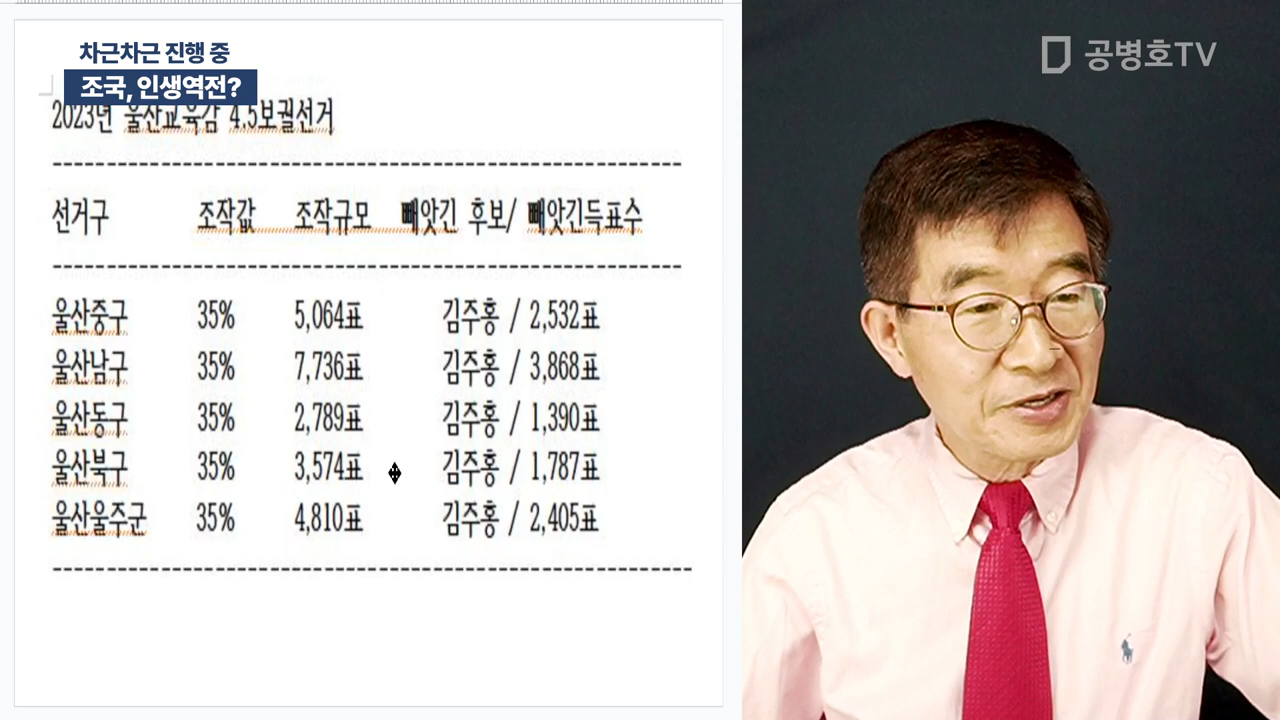 차근차근 진행 중
조국, 인생역전?
공병호TV
2023년 울산교육감 4.5보궐선거
선거구 조작값 조작규모 빼앗긴 후보/ 빼앗긴득표수
울산중구 35% 5,064표 김주홍 / 2,532표
울산남구 35% 7,736표 김주홍 / 3,868표
울산동구 35% 2,789표 김주홍 / 1,390표
울산북구 35% 3,574표 김주홍 / 1,787표
울산울주군 35% 4,810표 김주홍 / 2,405표